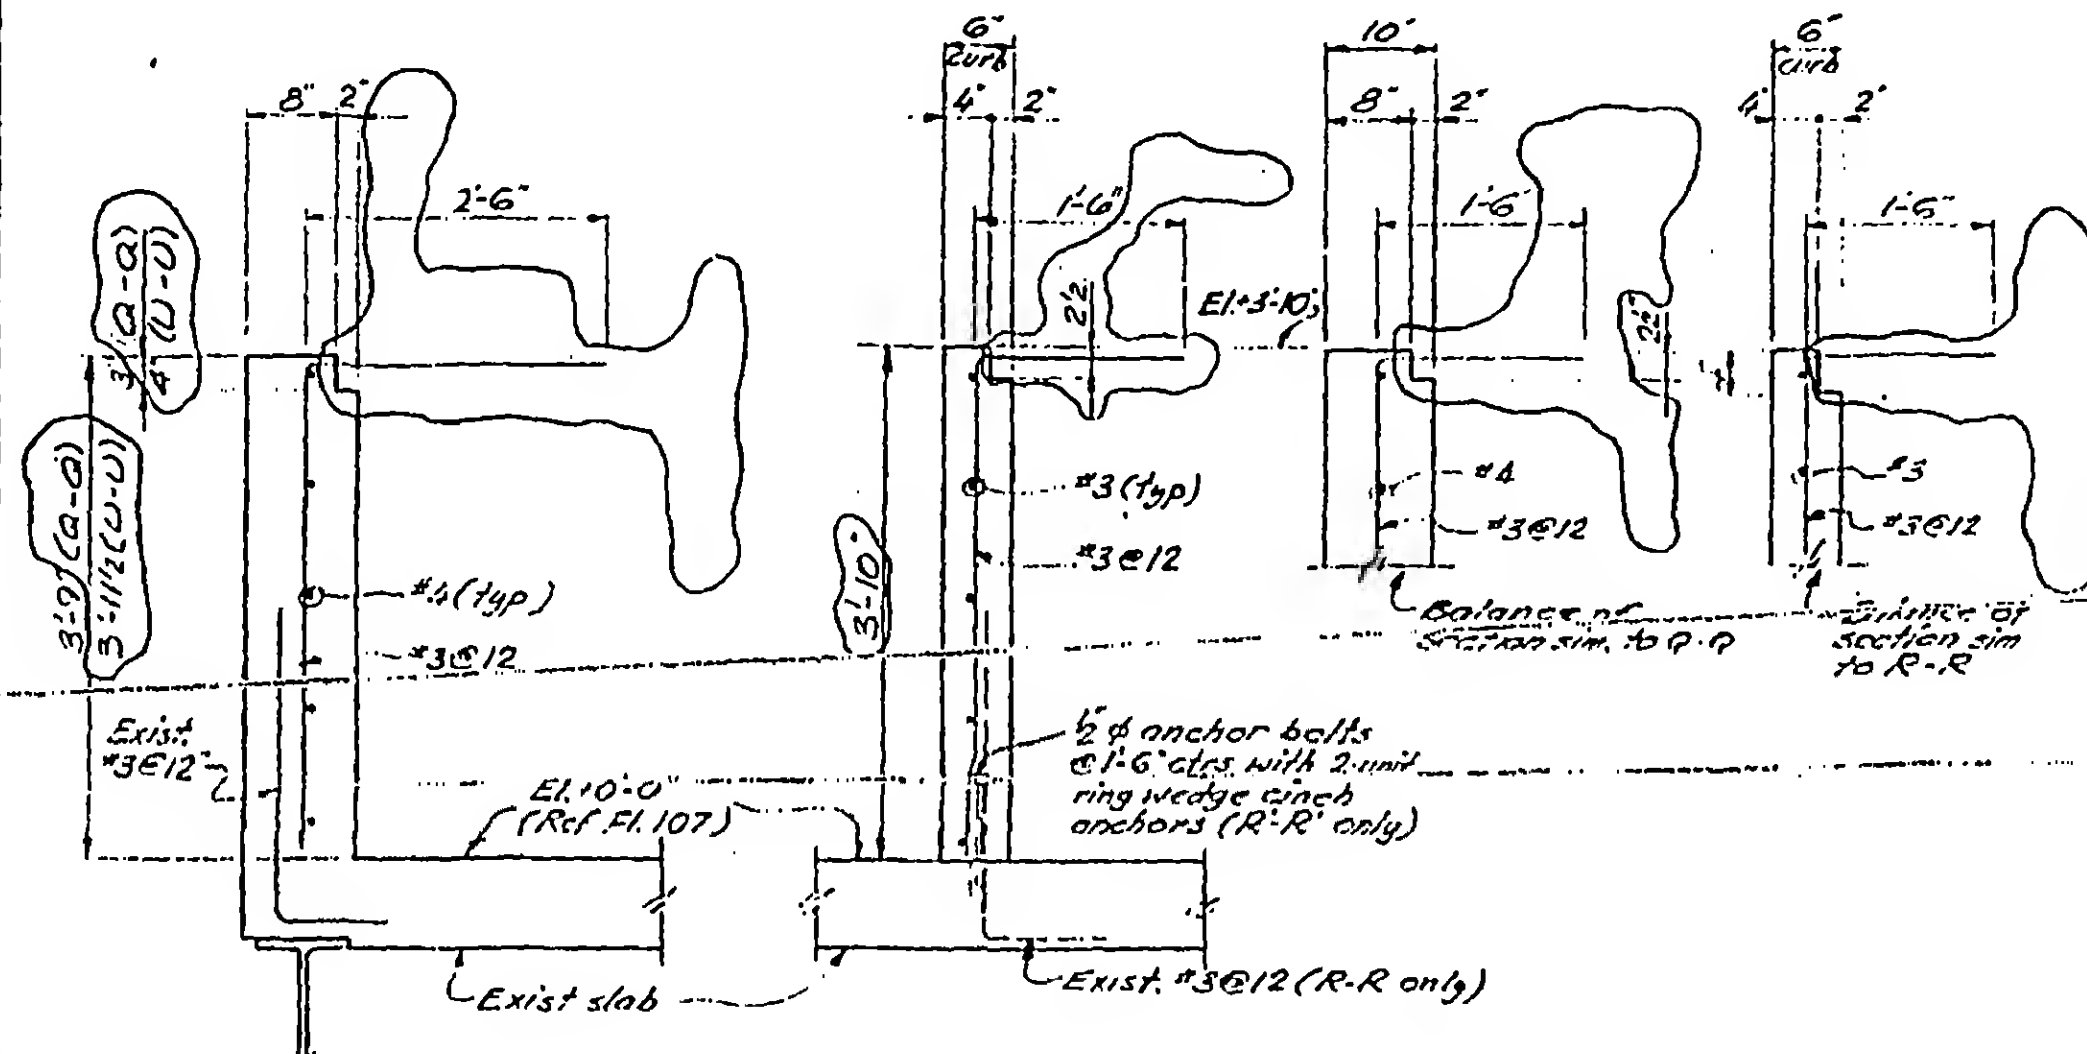 6"
curb
10"
6"
curb
8" 2"
4" 2"
8" 2"
4" 2"
2'-6"
1'-6"
1'-6"
1'-6"
3" (Q-Q)
4" (U-U)
2½
El.+3'-10"
2½"
3'-9" (Q-Q)
3'-11½ (U-U)
3'-10"
#3 (typ)
#3@12
#4
#3@12
#3
#3@12
#4 (typ)
#3@12
Balance of
section sim. to Q-Q
Balance of
section sim
to R-R
Exist.
#3@12"
El.+0'-0"
(Ref. El. 107)
½" φ anchor bolts
@ 1'-6" ctrs. with 2-unit
ring wedge cinch
anchors (R'-R' only)
Exist slab
Exist. #3@12 (R-R only)